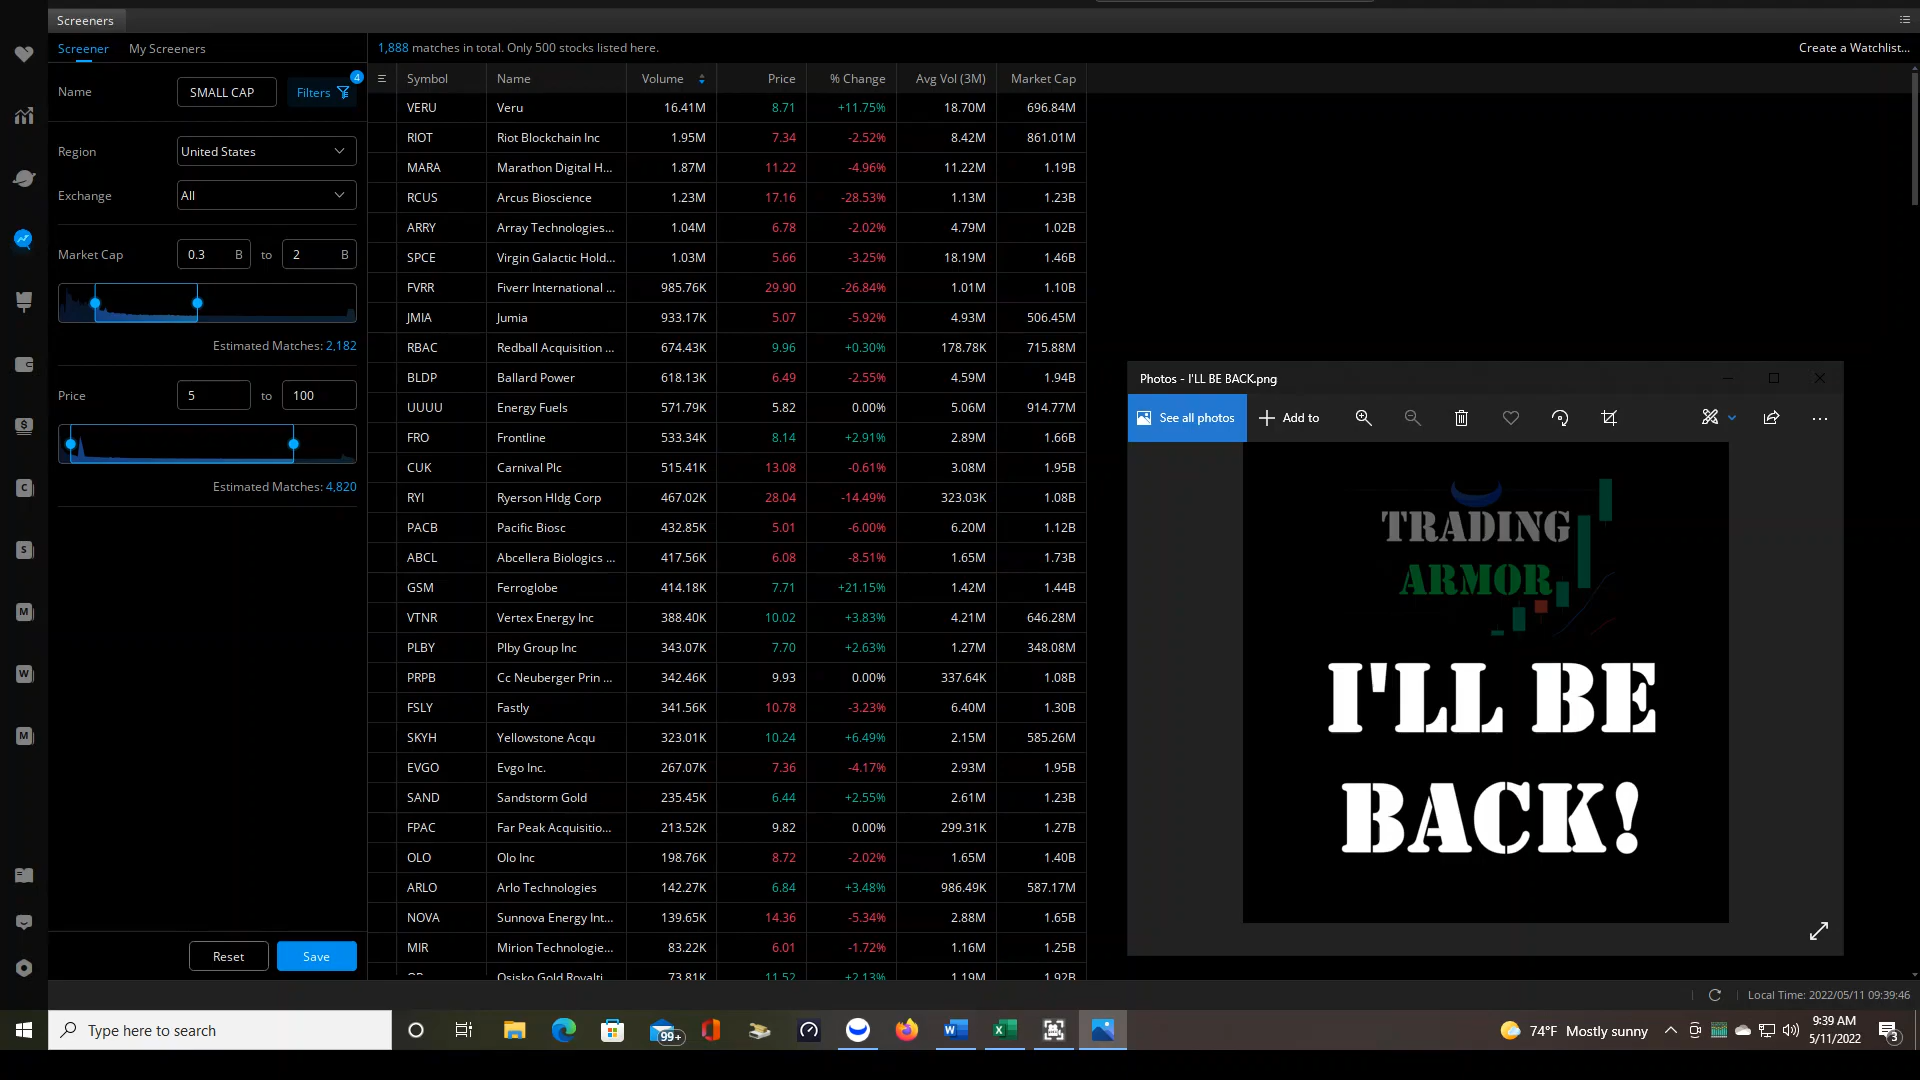 Screeners
Screener My Screeners
1,888 matches in total. Only 500 stocks listed here.
Create a Watchlist...
Name SMALL CAP Filters 4
Region United States
Exchange All
Market Cap 0.3 B to 2 B
Estimated Matches: 2,182
Price 5 to 100
Estimated Matches: 4,820
Reset Save
Symbol Name Volume Price % Change Avg Vol (3M) Market Cap
VERU Veru 16.41M 8.71 +11.75% 18.70M 696.84M
RIOT Riot Blockchain Inc 1.95M 7.34 -2.52% 8.42M 861.01M
MARA Marathon Digital H... 1.87M 11.22 -4.96% 11.22M 1.19B
RCUS Arcus Bioscience 1.23M 17.16 -28.53% 1.13M 1.23B
ARRY Array Technologies... 1.04M 6.78 -2.02% 4.79M 1.02B
SPCE Virgin Galactic Hold... 1.03M 5.66 -3.25% 18.19M 1.46B
FVRR Fiverr International ... 985.76K 29.90 -26.84% 1.01M 1.10B
JMIA Jumia 933.17K 5.07 -5.92% 4.93M 506.45M
RBAC Redball Acquisition ... 674.43K 9.96 +0.30% 178.78K 715.88M
BLDP Ballard Power 618.13K 6.49 -2.55% 4.59M 1.94B
UUUU Energy Fuels 571.79K 5.82 0.00% 5.06M 914.77M
FRO Frontline 533.34K 8.14 +2.91% 2.89M 1.66B
CUK Carnival Plc 515.41K 13.08 -0.61% 3.08M 1.95B
RYI Ryerson Hldg Corp 467.02K 28.04 -14.49% 323.03K 1.08B
PACB Pacific Biosc 432.85K 5.01 -6.00% 6.20M 1.12B
ABCL Abcellera Biologics ... 417.56K 6.08 -8.51% 1.65M 1.73B
GSM Ferroglobe 414.18K 7.71 +21.15% 1.42M 1.44B
VTNR Vertex Energy Inc 388.40K 10.02 +3.83% 4.21M 646.28M
PLBY Plby Group Inc 343.07K 7.70 +2.63% 1.27M 348.08M
PRPB Cc Neuberger Prin ... 342.46K 9.93 0.00% 337.64K 1.08B
FSLY Fastly 341.56K 10.78 -3.23% 6.40M 1.30B
SKYH Yellowstone Acqu 323.01K 10.24 +6.49% 2.15M 585.26M
EVGO Evgo Inc. 267.07K 7.36 -4.17% 2.93M 1.95B
SAND Sandstorm Gold 235.45K 6.44 +2.55% 2.61M 1.23B
FPAC Far Peak Acquisitio... 213.52K 9.82 0.00% 299.31K 1.27B
OLO Olo Inc 198.76K 8.72 -2.02% 1.65M 1.40B
ARLO Arlo Technologies 142.27K 6.84 +3.48% 986.49K 587.17M
NOVA Sunnova Energy Int... 139.65K 14.36 -5.34% 2.88M 1.65B
MIR Mirion Technologie... 83.22K 6.01 -1.72% 1.16M 1.25B
OR Osisko Gold Royalti 73.81K 11.52 +2.13% 1.19M 1.92B
Photos - I'LL BE BACK.png
See all photos Add to
TRADING
ARMOR
I'LL BE
BACK!
Local Time: 2022/05/11 09:39:46
Type here to search
99+
74°F Mostly sunny
9:39 AM
5/11/2022
3
C
S
M
W
M